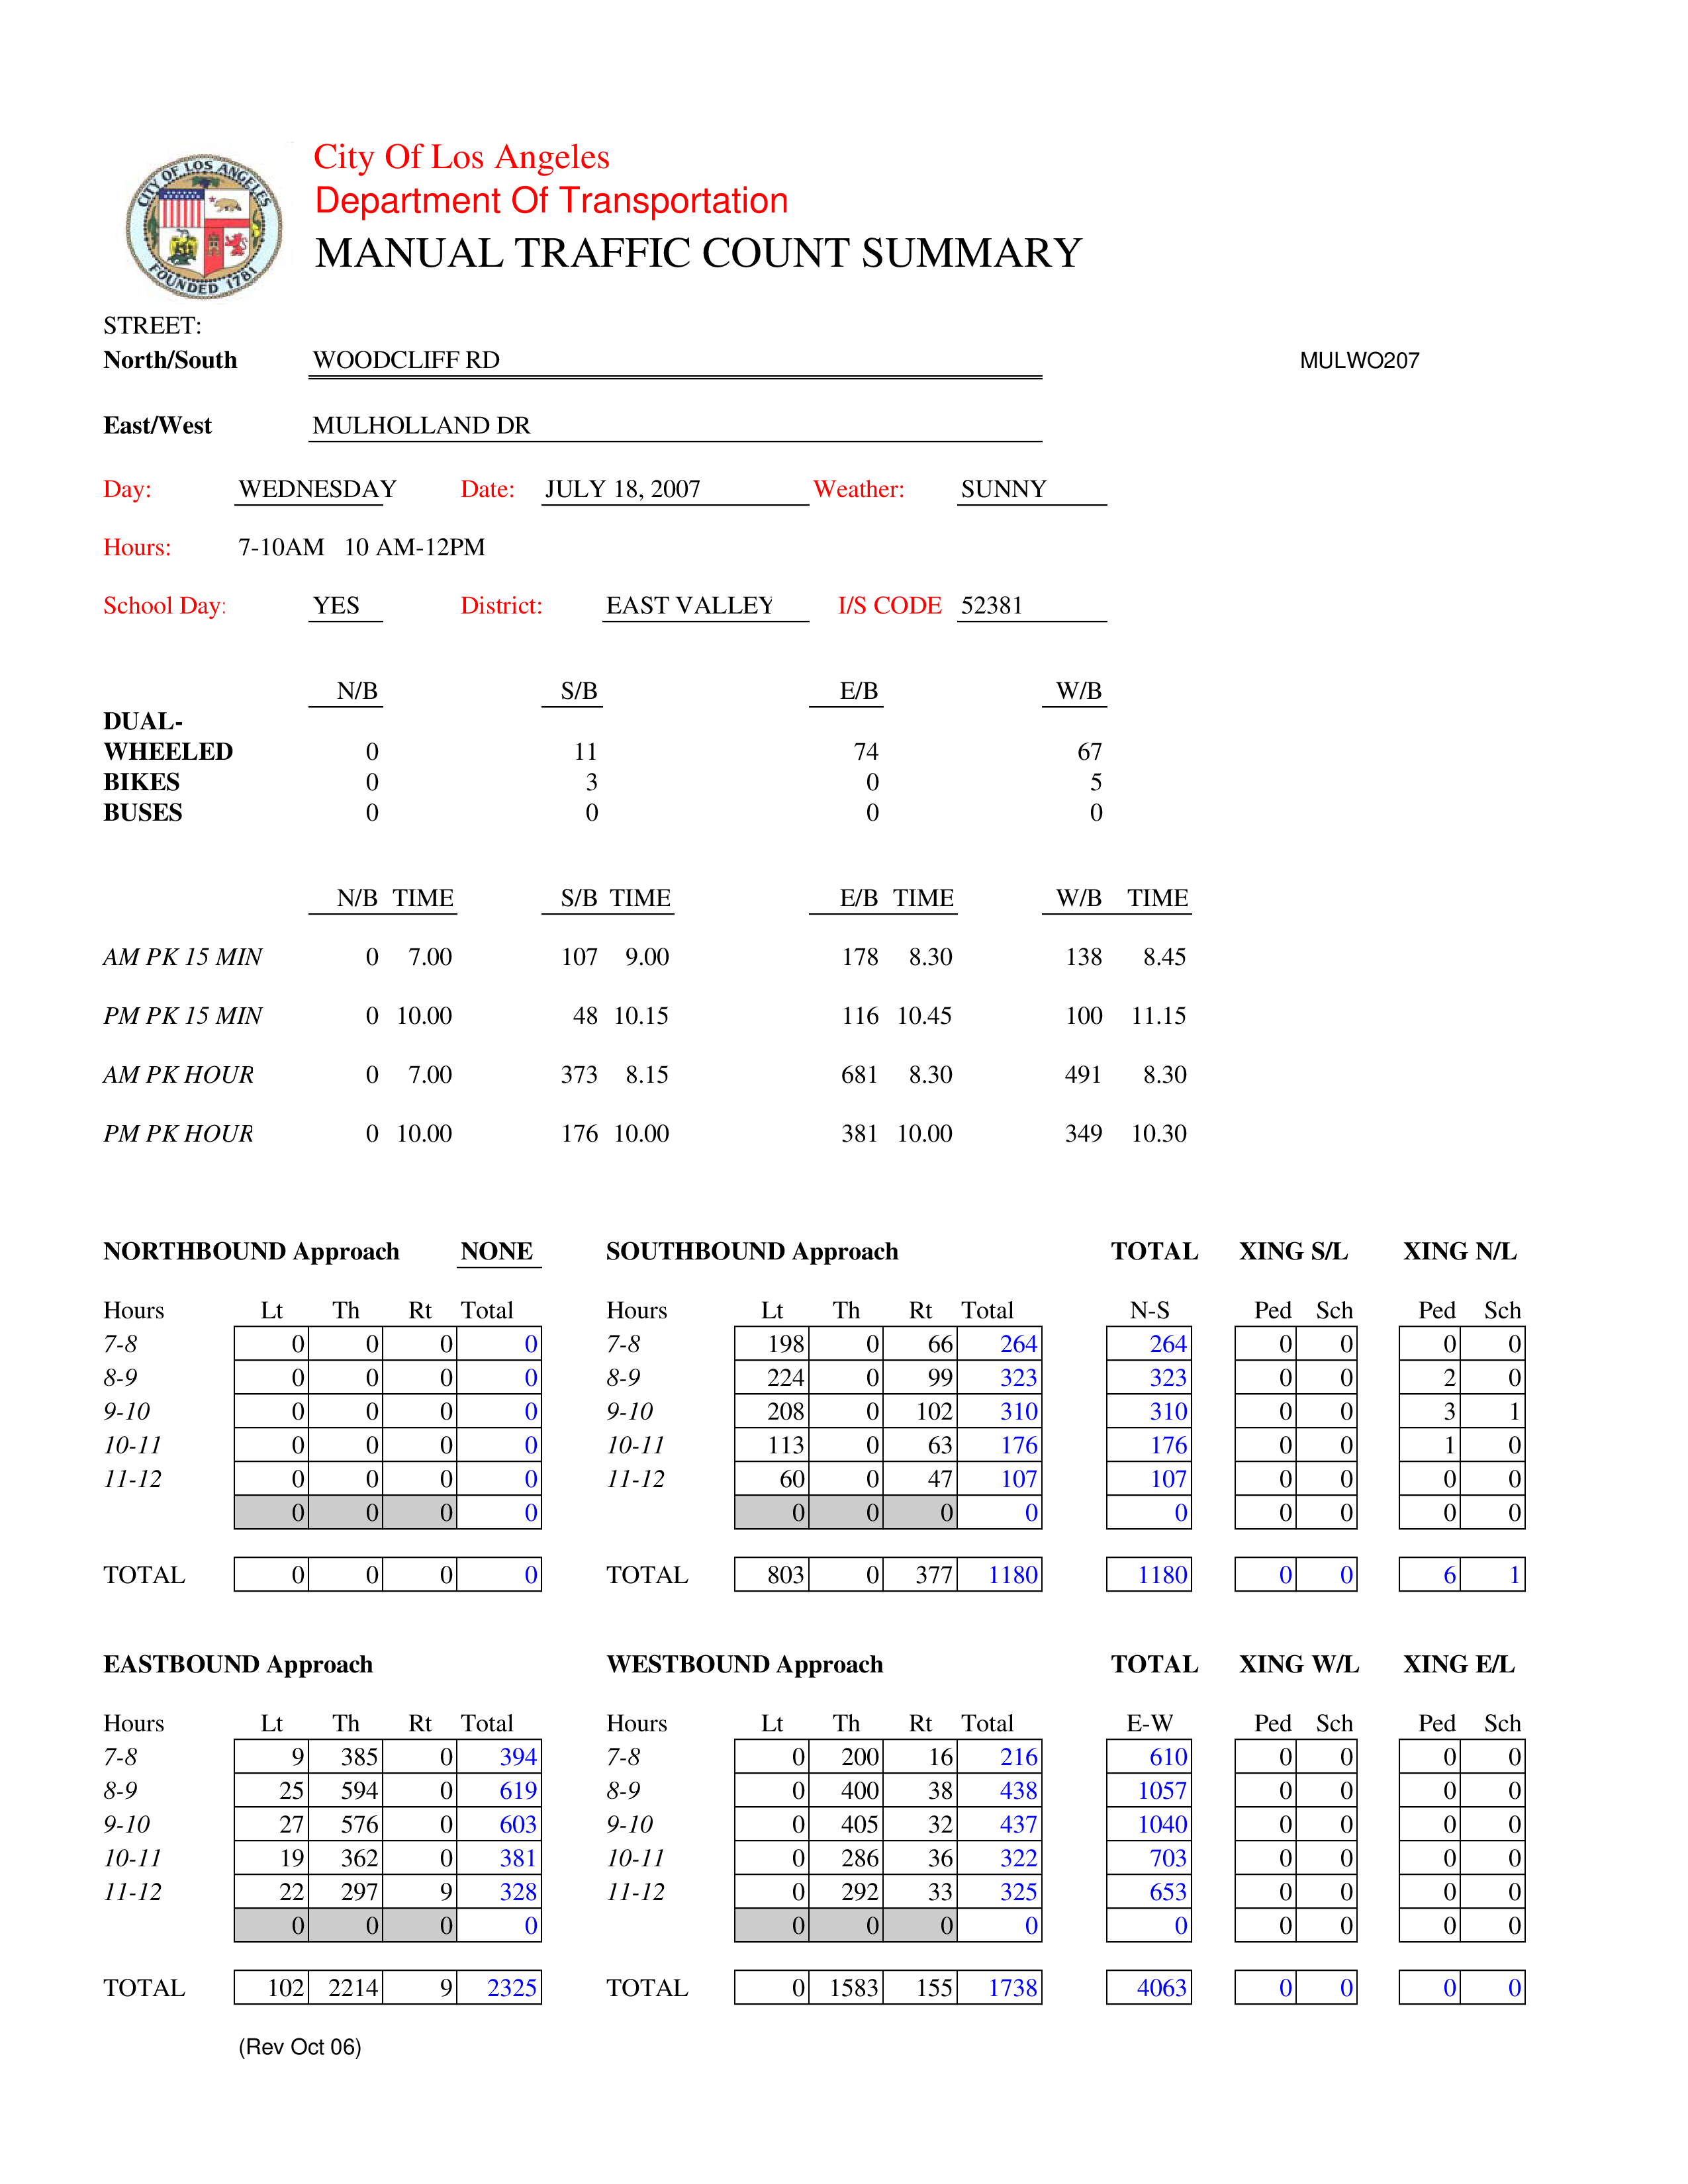 CITY OF LOS ANGELES
FOUNDED 1781
City Of Los Angeles
Department Of Transportation
MANUAL TRAFFIC COUNT SUMMARY
STREET:
North/South WOODCLIFF RD MULWO207
East/West MULHOLLAND DR
Day: WEDNESDAY Date: JULY 18, 2007 Weather: SUNNY
Hours: 7-10AM 10 AM-12PM
School Day: YES District: EAST VALLEY I/S CODE 52381
N/B S/B E/B W/B
DUAL-
WHEELED 0 11 74 67
BIKES 0 3 0 5
BUSES 0 0 0 0
N/B TIME S/B TIME E/B TIME W/B TIME
AM PK 15 MIN 0 7.00 107 9.00 178 8.30 138 8.45
PM PK 15 MIN 0 10.00 48 10.15 116 10.45 100 11.15
AM PK HOUR 0 7.00 373 8.15 681 8.30 491 8.30
PM PK HOUR 0 10.00 176 10.00 381 10.00 349 10.30
NORTHBOUND Approach NONE SOUTHBOUND Approach TOTAL XING S/L XING N/L
Hours Lt Th Rt Total Hours Lt Th Rt Total N-S Ped Sch Ped Sch
7-8 0 0 0 0 7-8 198 0 66 264 264 0 0 0 0
8-9 0 0 0 0 8-9 224 0 99 323 323 0 0 2 0
9-10 0 0 0 0 9-10 208 0 102 310 310 0 0 3 1
10-11 0 0 0 0 10-11 113 0 63 176 176 0 0 1 0
11-12 0 0 0 0 11-12 60 0 47 107 107 0 0 0 0
0 0 0 0 0 0 0 0 0 0 0 0 0
TOTAL 0 0 0 0 TOTAL 803 0 377 1180 1180 0 0 6 1
EASTBOUND Approach WESTBOUND Approach TOTAL XING W/L XING E/L
Hours Lt Th Rt Total Hours Lt Th Rt Total E-W Ped Sch Ped Sch
7-8 9 385 0 394 7-8 0 200 16 216 610 0 0 0 0
8-9 25 594 0 619 8-9 0 400 38 438 1057 0 0 0 0
9-10 27 576 0 603 9-10 0 405 32 437 1040 0 0 0 0
10-11 19 362 0 381 10-11 0 286 36 322 703 0 0 0 0
11-12 22 297 9 328 11-12 0 292 33 325 653 0 0 0 0
0 0 0 0 0 0 0 0 0 0 0 0 0
TOTAL 102 2214 9 2325 TOTAL 0 1583 155 1738 4063 0 0 0 0
(Rev Oct 06)